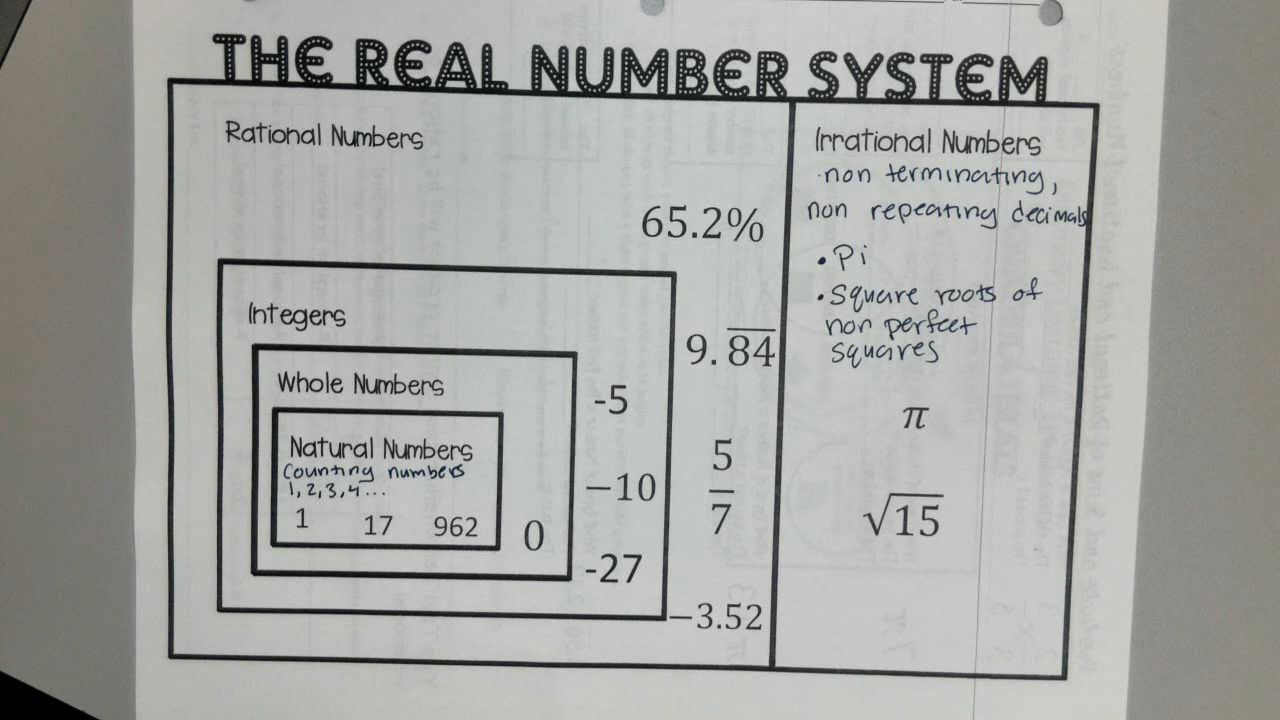 THE REAL NUMBER SYSTEM
Rational Numbers
65.2%
9.8̅4̅
5
7
-3.52
Integers
-5
-10
-27
Whole Numbers
0
Natural Numbers
Counting numbers
1, 2, 3, 4...
1 17 962
Irrational Numbers
·non terminating,
non repeating decimals
• Pi
• Square roots of
non perfect
squares
π
√15